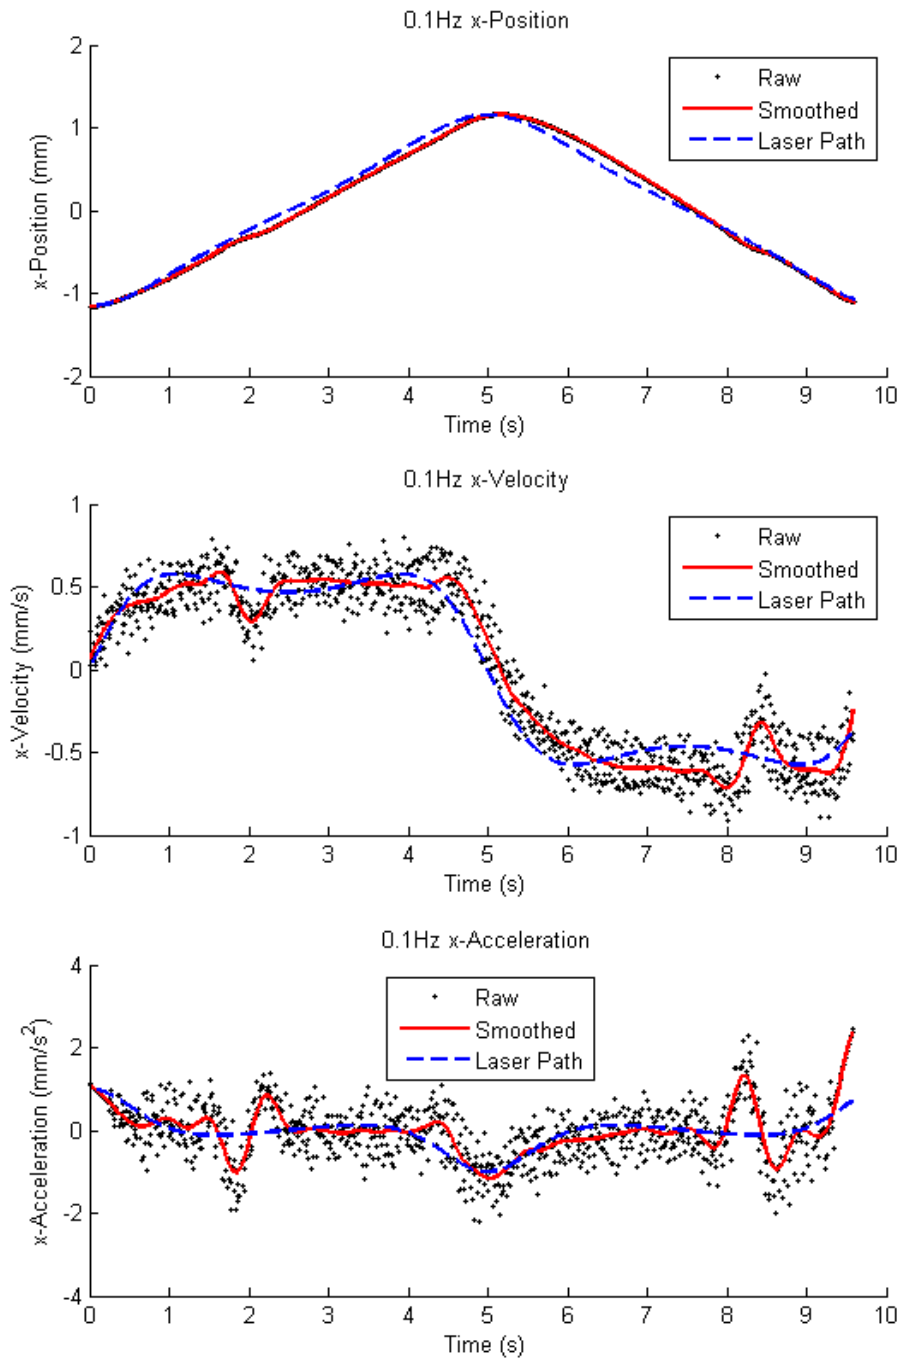 0.1Hz x-Position
2
1
0
-1
-2
x-Position (mm)
Raw
Smoothed
Laser Path
0 1 2 3 4 5 6 7 8 9 10
Time (s)
0.1Hz x-Velocity
1
0.5
0
-0.5
-1
x-Velocity (mm/s)
Raw
Smoothed
Laser Path
0 1 2 3 4 5 6 7 8 9 10
Time (s)
0.1Hz x-Acceleration
4
2
0
-2
-4
x-Acceleration (mm/s²)
Raw
Smoothed
Laser Path
0 1 2 3 4 5 6 7 8 9 10
Time (s)